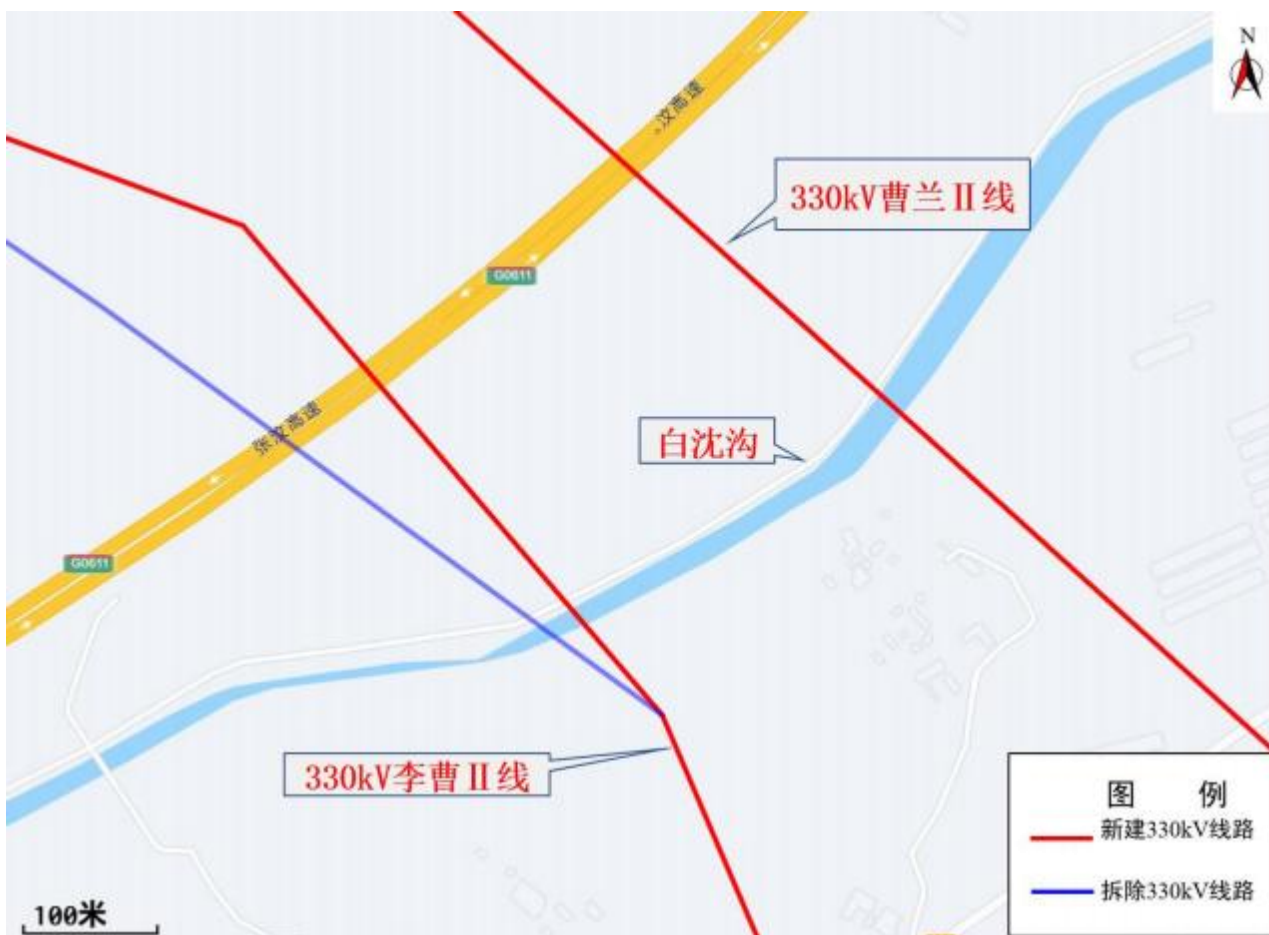 N
汶高速
330kV曹兰Ⅱ线
G0611
张汶高速
白沈沟
G0611
330kV李曹Ⅱ线
图 例
新建330kV线路
拆除330kV线路
100米